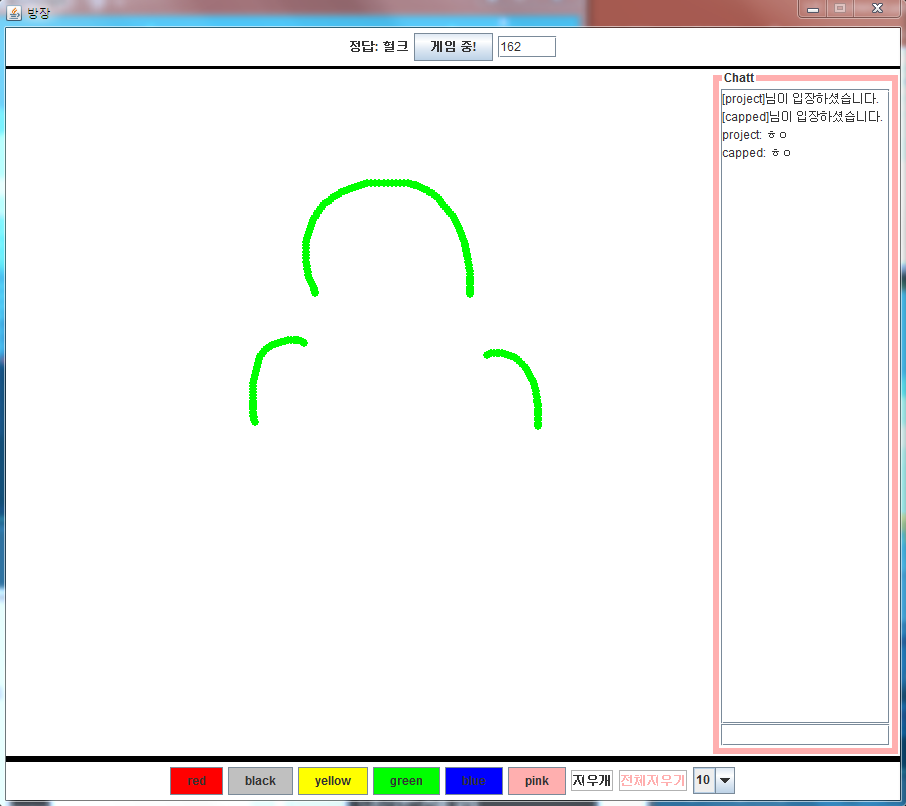 방장
정답: 헐크 게임 중! 162
Chatt
[project]님이 입장하셨습니다.
[capped]님이 입장하셨습니다.
project: ㅎㅇ
capped: ㅎㅇ
red black yellow green blue pink 지우개 전체지우기 10